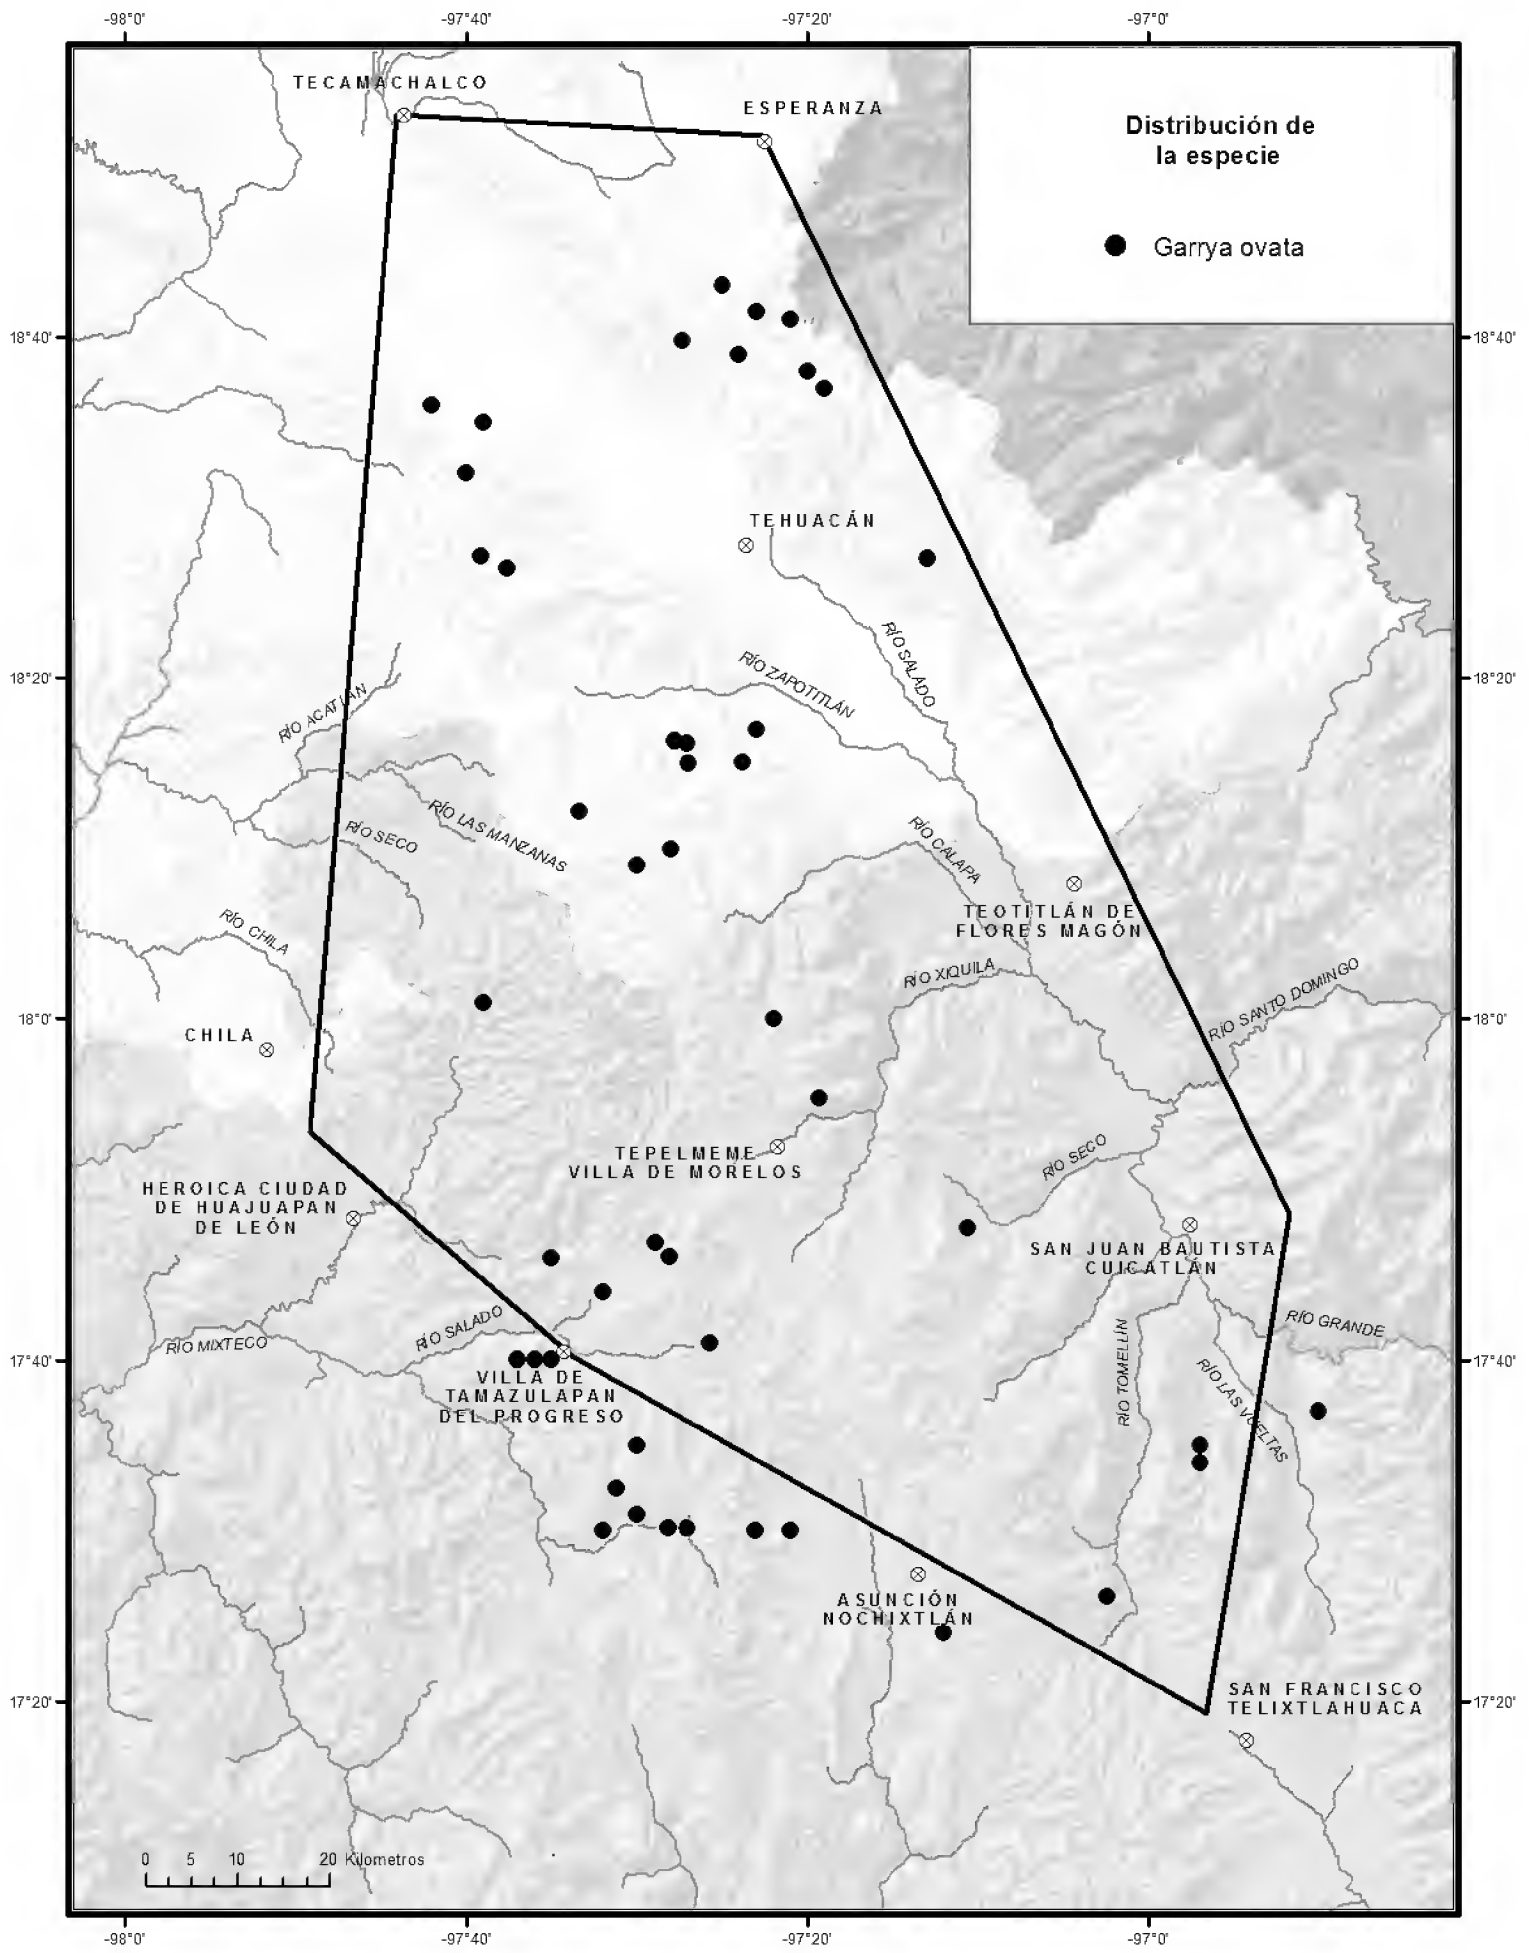 -98°0'
-97°40'
-97°20'
-97°0'
TECAMACHALCO
ESPERANZA
Distribución de
la especie
Garrya ovata
18°40'
18°40'
TEHUACÁN
RÍO SALADO
RÍO ZAPOTITLÁN
18°20'
18°20'
RÍO ACATLÁN
RÍO LAS MANZANAS
RÍO SECO
RÍO CALAPA
TEOTITLÁN DE
FLORES MAGÓN
RÍO CHILA
RÍO XIQUILA
RÍO SANTO DOMINGO
18°0'
18°0'
CHILA
TEPELMEME
VILLA DE MORELOS
RÍO SECO
HEROICA CIUDAD
DE HUAJUAPAN
DE LEÓN
SAN JUAN BAUTISTA
CUICATLÁN
RÍO MIXTECO
RÍO SALADO
RÍO GRANDE
17°40'
17°40'
VILLA DE
TAMAZULAPAN
DEL PROGRESO
RÍO TOMELLÍN
RÍO LAS VUELTAS
ASUNCIÓN
NOCHIXTLÁN
SAN FRANCISCO
TELIXTLAHUACA
17°20'
17°20'
0 5 10 20 Kilometros
-98°0'
-97°40'
-97°20'
-97°0'